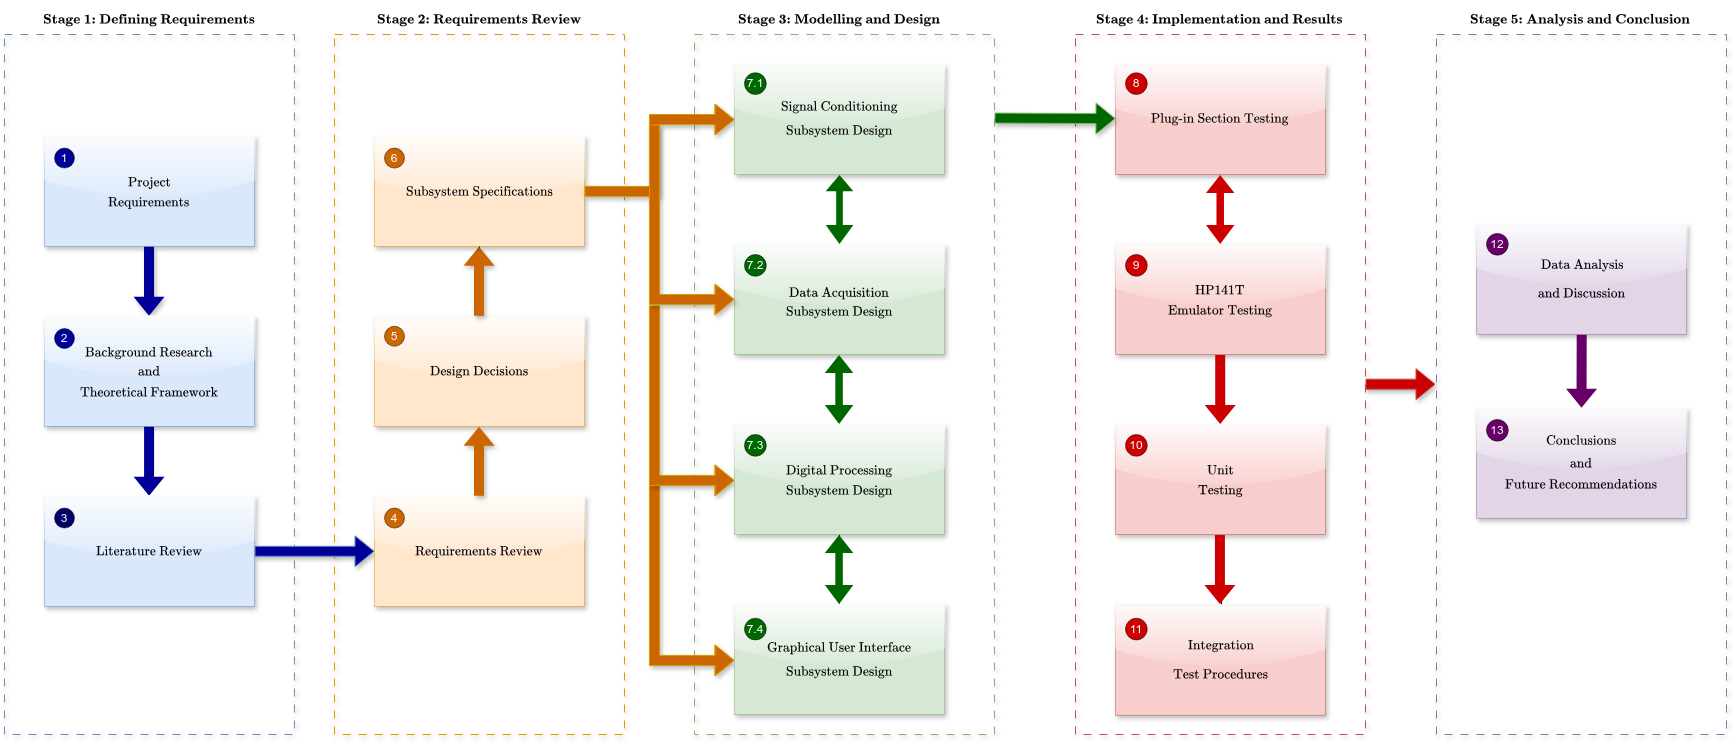 Stage 1: Defining Requirements
1
Project
Requirements
2
Background Research
and
Theoretical Framework
3
Literature Review
Stage 2: Requirements Review
6
Subsystem Specifications
5
Design Decisions
4
Requirements Review
Stage 3: Modelling and Design
7.1
Signal Conditioning
Subsystem Design
7.2
Data Acquisition
Subsystem Design
7.3
Digital Processing
Subsystem Design
7.4
Graphical User Interface
Subsystem Design
Stage 4: Implementation and Results
8
Plug-in Section Testing
9
HP141T
Emulator Testing
10
Unit
Testing
11
Integration
Test Procedures
Stage 5: Analysis and Conclusion
12
Data Analysis
and Discussion
13
Conclusions
and
Future Recommendations